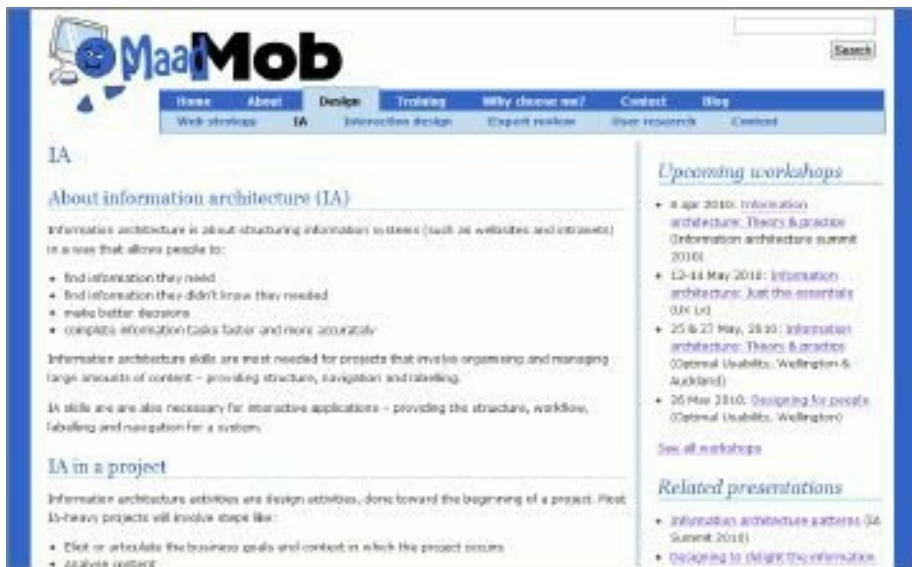 Maad Mob
Search
Home About Design Training Why choose me? Contact Blog
Web strategy IA Interaction design Expert review User research Content
IA
About information architecture (IA)
Information architecture is about structuring information systems (such as websites and intranets)
in a way that allows people to:
• find information they need
• find information they didn't know they needed
• make better decisions
• complete information tasks faster and more accurately
Information architecture skills are most needed for projects that involve organising and managing
large amounts of content – providing structure, navigation and labelling.
IA skills are are also necessary for interactive applications – providing the structure, workflow,
labelling and navigation for a system.
IA in a project
Information architecture activities are design activities, done toward the beginning of a project. Most
IA-heavy projects will involve steps like:
• Elicit or articulate the business goals and context in which the project occurs
• Analyse content
Upcoming workshops
• 8 apr 2010: Information
architecture: Theory & practice
(Information architecture summit
2010)
• 12-14 May 2010: Information
architecture: Just the essentials
(UX Lx)
• 25 & 27 May, 2010: Information
architecture: Theory & practice
(Optimal Usability, Wellington &
Auckland)
• 26 May 2010: Designing for people
(Optimal Usability, Wellington)
See all workshops
Related presentations
• Information architecture patterns (IA
Summit 2010)
• Designing to delight the information